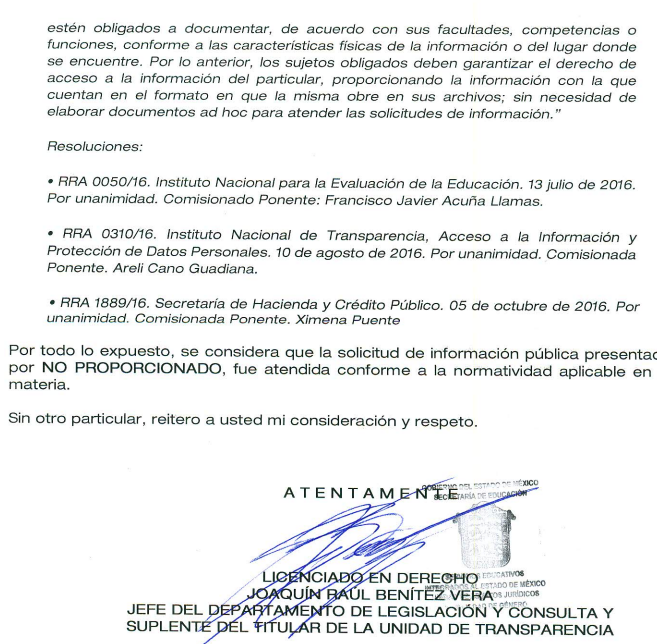 estén obligados a documentar, de acuerdo con sus facultades, competencias o
funciones, conforme a las características físicas de la información o del lugar donde
se encuentre. Por lo anterior, los sujetos obligados deben garantizar el derecho de
acceso a la información del particular, proporcionando la información con la que
cuentan en el formato en que la misma obre en sus archivos; sin necesidad de
elaborar documentos ad hoc para atender las solicitudes de información."
Resoluciones:
• RRA 0050/16. Instituto Nacional para la Evaluación de la Educación. 13 julio de 2016.
Por unanimidad. Comisionado Ponente: Francisco Javier Acuña Llamas.
• RRA 0310/16. Instituto Nacional de Transparencia, Acceso a la Información y
Protección de Datos Personales. 10 de agosto de 2016. Por unanimidad. Comisionada
Ponente. Areli Cano Guadiana.
• RRA 1889/16. Secretaría de Hacienda y Crédito Público. 05 de octubre de 2016. Por
unanimidad. Comisionada Ponente. Ximena Puente
Por todo lo expuesto, se considera que la solicitud de información pública presentad
por NO PROPORCIONADO, fue atendida conforme a la normatividad aplicable en
materia.
Sin otro particular, reitero a usted mi consideración y respeto.
GOBIERNO DEL ESTADO DE MÉXICO
ATENTAMENTE
SECRETARÍA DE EDUCACIÓN
EDUCATIVOS
LICENCIADO EN DERECHO
INTEGRADOS AL ESTADO DE MÉXICO
JOAQUÍN RAÚL BENÍTEZ VERA
JURÍDICOS
JEFE DEL DEPARTAMENTO DE LEGISLACIÓN Y CONSULTA Y
DE GÉNERO
SUPLENTE DEL TITULAR DE LA UNIDAD DE TRANSPARENCIA